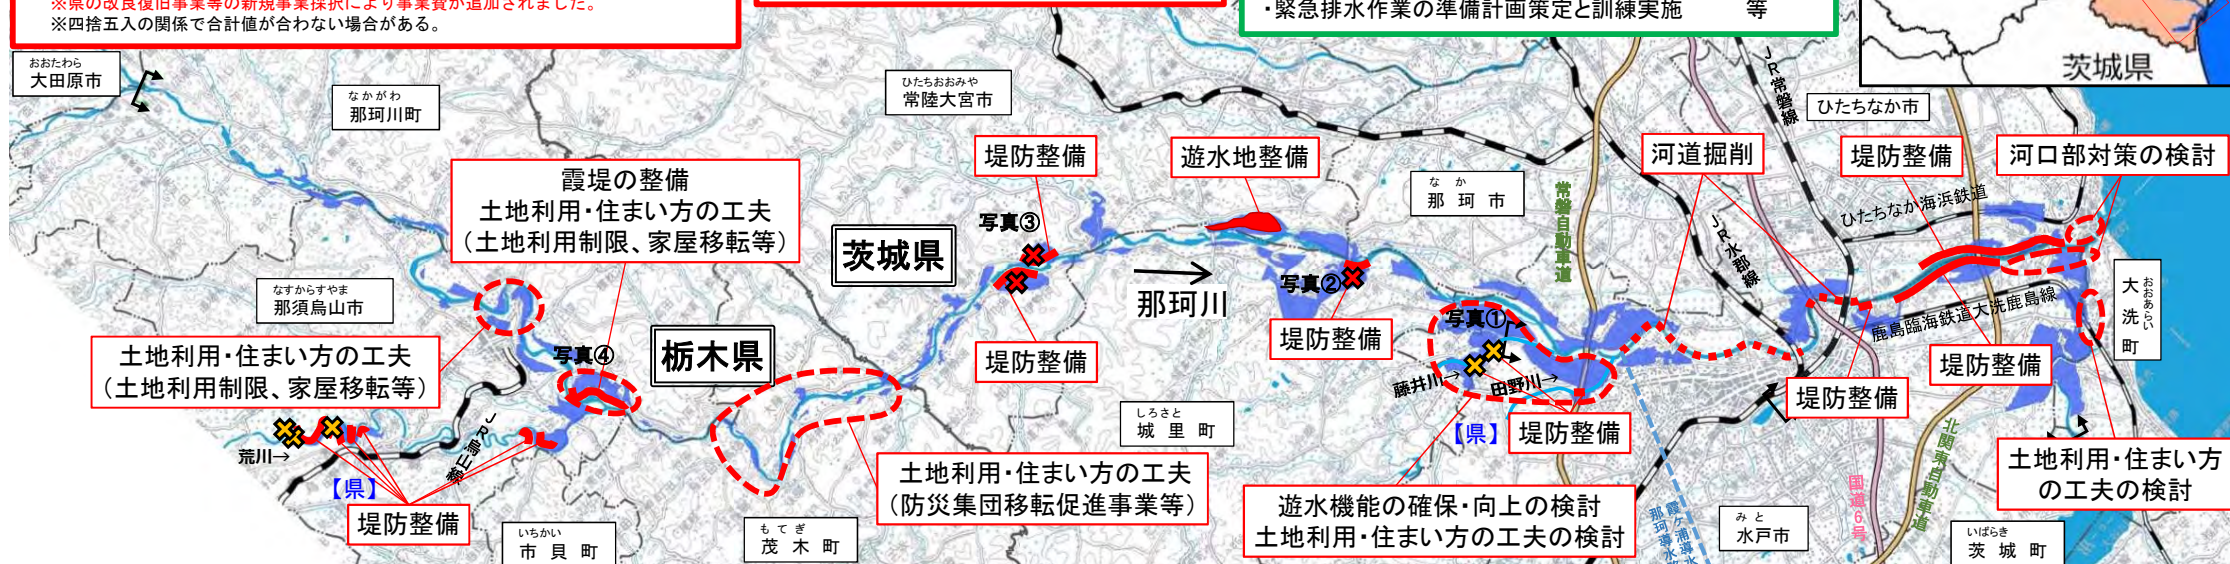 ※県の改良復旧事業等の新規事業採択により事業費が追加されました。
※四捨五入の関係で合計値が合わない場合がある。
・緊急排水作業の準備計画策定と訓練実施　　　等
茨城県
おおたわら
大田原市
なかがわ
那珂川町
ひたちおおみや
常陸大宮市
JR常磐線
ひたちなか市
霞堤の整備
土地利用・住まい方の工夫
（土地利用制限、家屋移転等）
堤防整備
遊水地整備
河道掘削
堤防整備
河口部対策の検討
なか
那珂市
常磐自動車道
ひたちなか海浜鉄道
JR水郡線
写真③
茨城県
那珂川
写真②
写真①
なすからすやま
那須烏山市
土地利用・住まい方の工夫
（土地利用制限、家屋移転等）
写真④
栃木県
堤防整備
堤防整備
藤井川→
田野川→
鹿島臨海鉄道大洗鹿島線
おおあらい
大洗町
堤防整備
堤防整備
荒川→
JR烏山線
【県】
堤防整備
しろさと
城里町
【県】
堤防整備
土地利用・住まい方の工夫
（防災集団移転促進事業等）
遊水機能の確保・向上の検討
土地利用・住まい方の工夫の検討
土地利用・住まい方
の工夫の検討
いちかい
市貝町
もてぎ
茂木町
霞ヶ浦導水
那珂導水路
みと
水戸市
国道6号
北関東自動車道
いばらき
茨城町